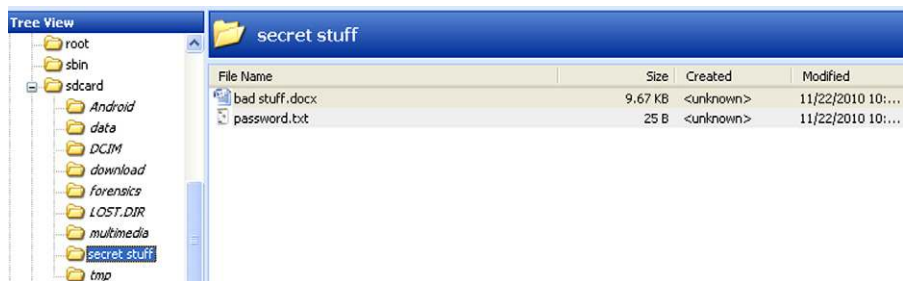 Tree View
root
sbin
sdcard
Android
data
DCIM
download
forensics
LOST.DIR
multimedia
secret stuff
tmp
secret stuff
File Name Size Created Modified
bad stuff.docx 9.67 KB <unknown> 11/22/2010 10:...
password.txt 25 B <unknown> 11/22/2010 10:...